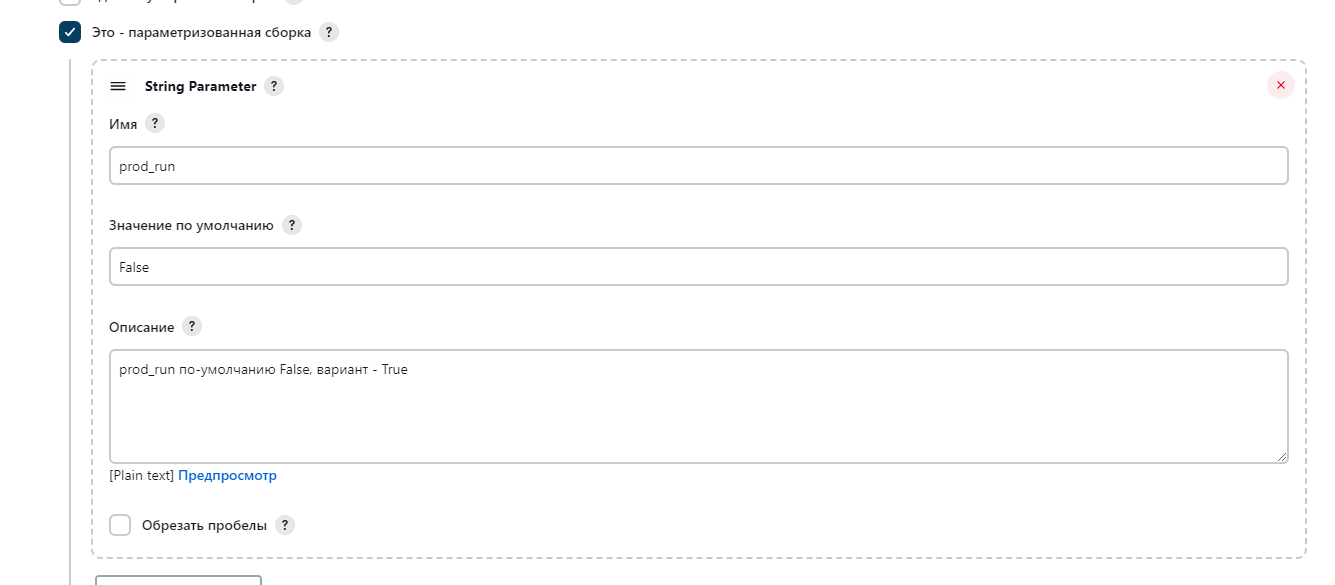 Это - параметризованная сборка ?
String Parameter ?
Имя ?
prod_run
Значение по умолчанию ?
False
Описание ?
prod_run по-умолчанию False, вариант - True
[Plain text] Предпросмотр
Обрезать пробелы ?